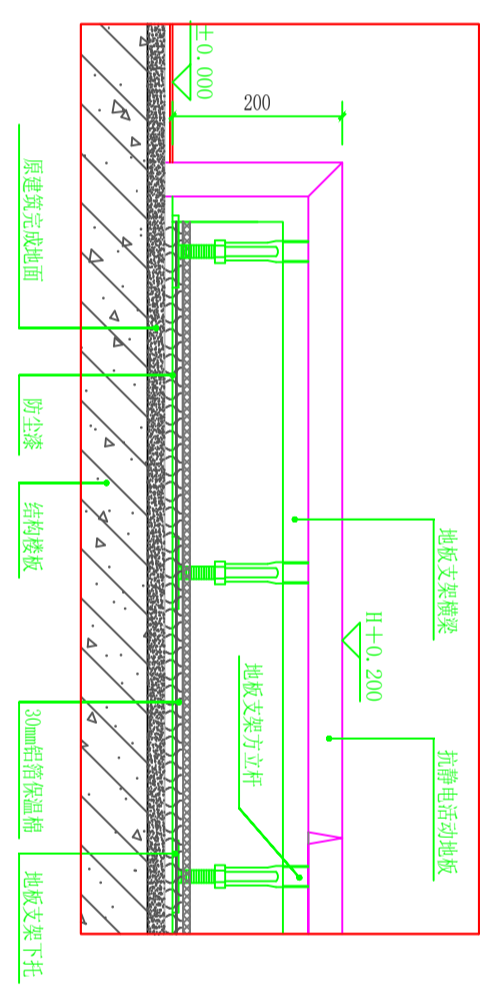 ±0.000
200
H+0.200
地板支架横梁
抗静电活动地板
地板支架方立杆
原建筑完成地面
防尘漆
结构楼板
30mm铝箔保温棉
地板支架下托